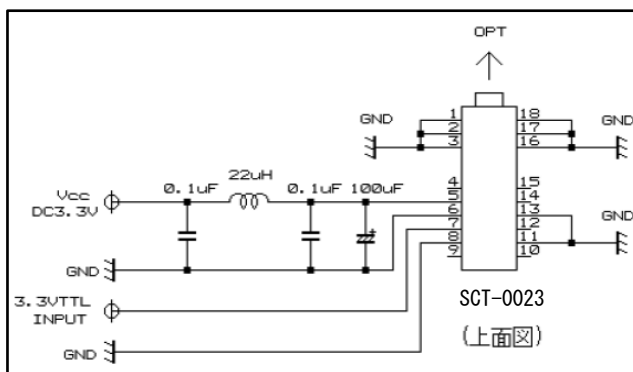 OPT
GND
1 18
2 17
3 16
GND
22uH
0.1uF 0.1uF 100uF
4 15
Vcc
DC3.3V
5 14
6 13
7 12
8 11
9 10
GND
+
GND
3.3VTTL
INPUT
SCT-0023
GND
(上面図)